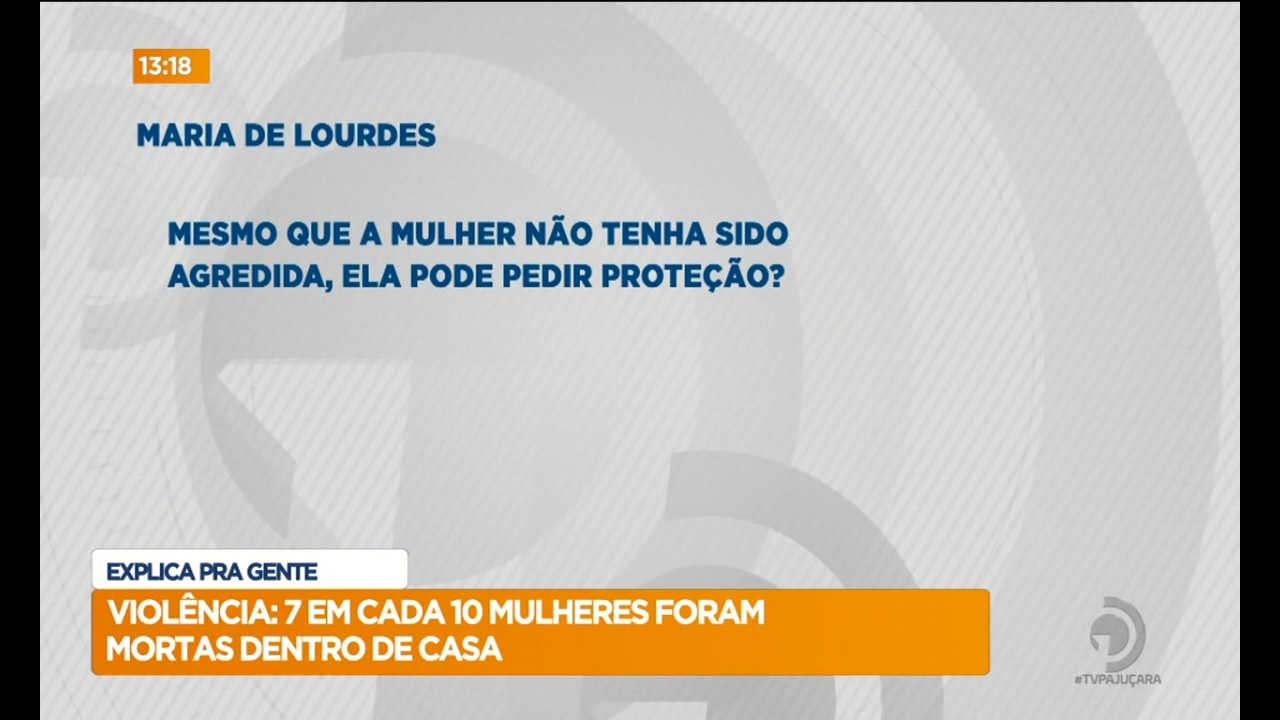 13:18
MARIA DE LOURDES
MESMO QUE A MULHER NÃO TENHA SIDO
AGREDIDA, ELA PODE PEDIR PROTEÇÃO?
EXPLICA PRA GENTE
VIOLÊNCIA: 7 EM CADA 10 MULHERES FORAM
MORTAS DENTRO DE CASA
#TVPAJUÇARA